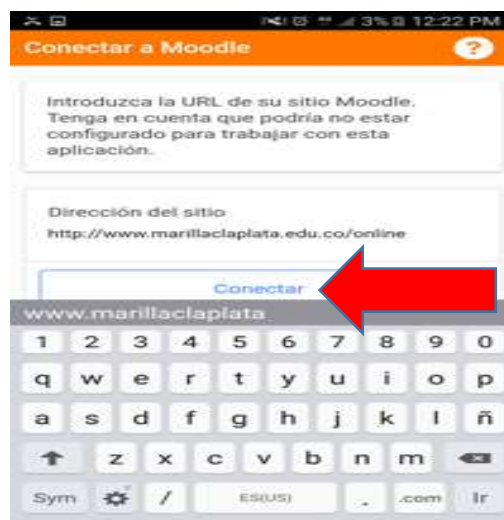 3% 12:22 PM
Conectar a Moodle ?
Introduzca la URL de su sitio Moodle.
Tenga en cuenta que podría no estar
configurado para trabajar con esta
aplicación.
Dirección del sitio
http://www.marillaclaplata.edu.co/online
Conectar
www.marillaclaplata
1 2 3 4 5 6 7 8 9 0
q w e r t y u i o p
a s d f g h j k l ñ
z x c v b n m
Sym / ES(US) . .com Ir